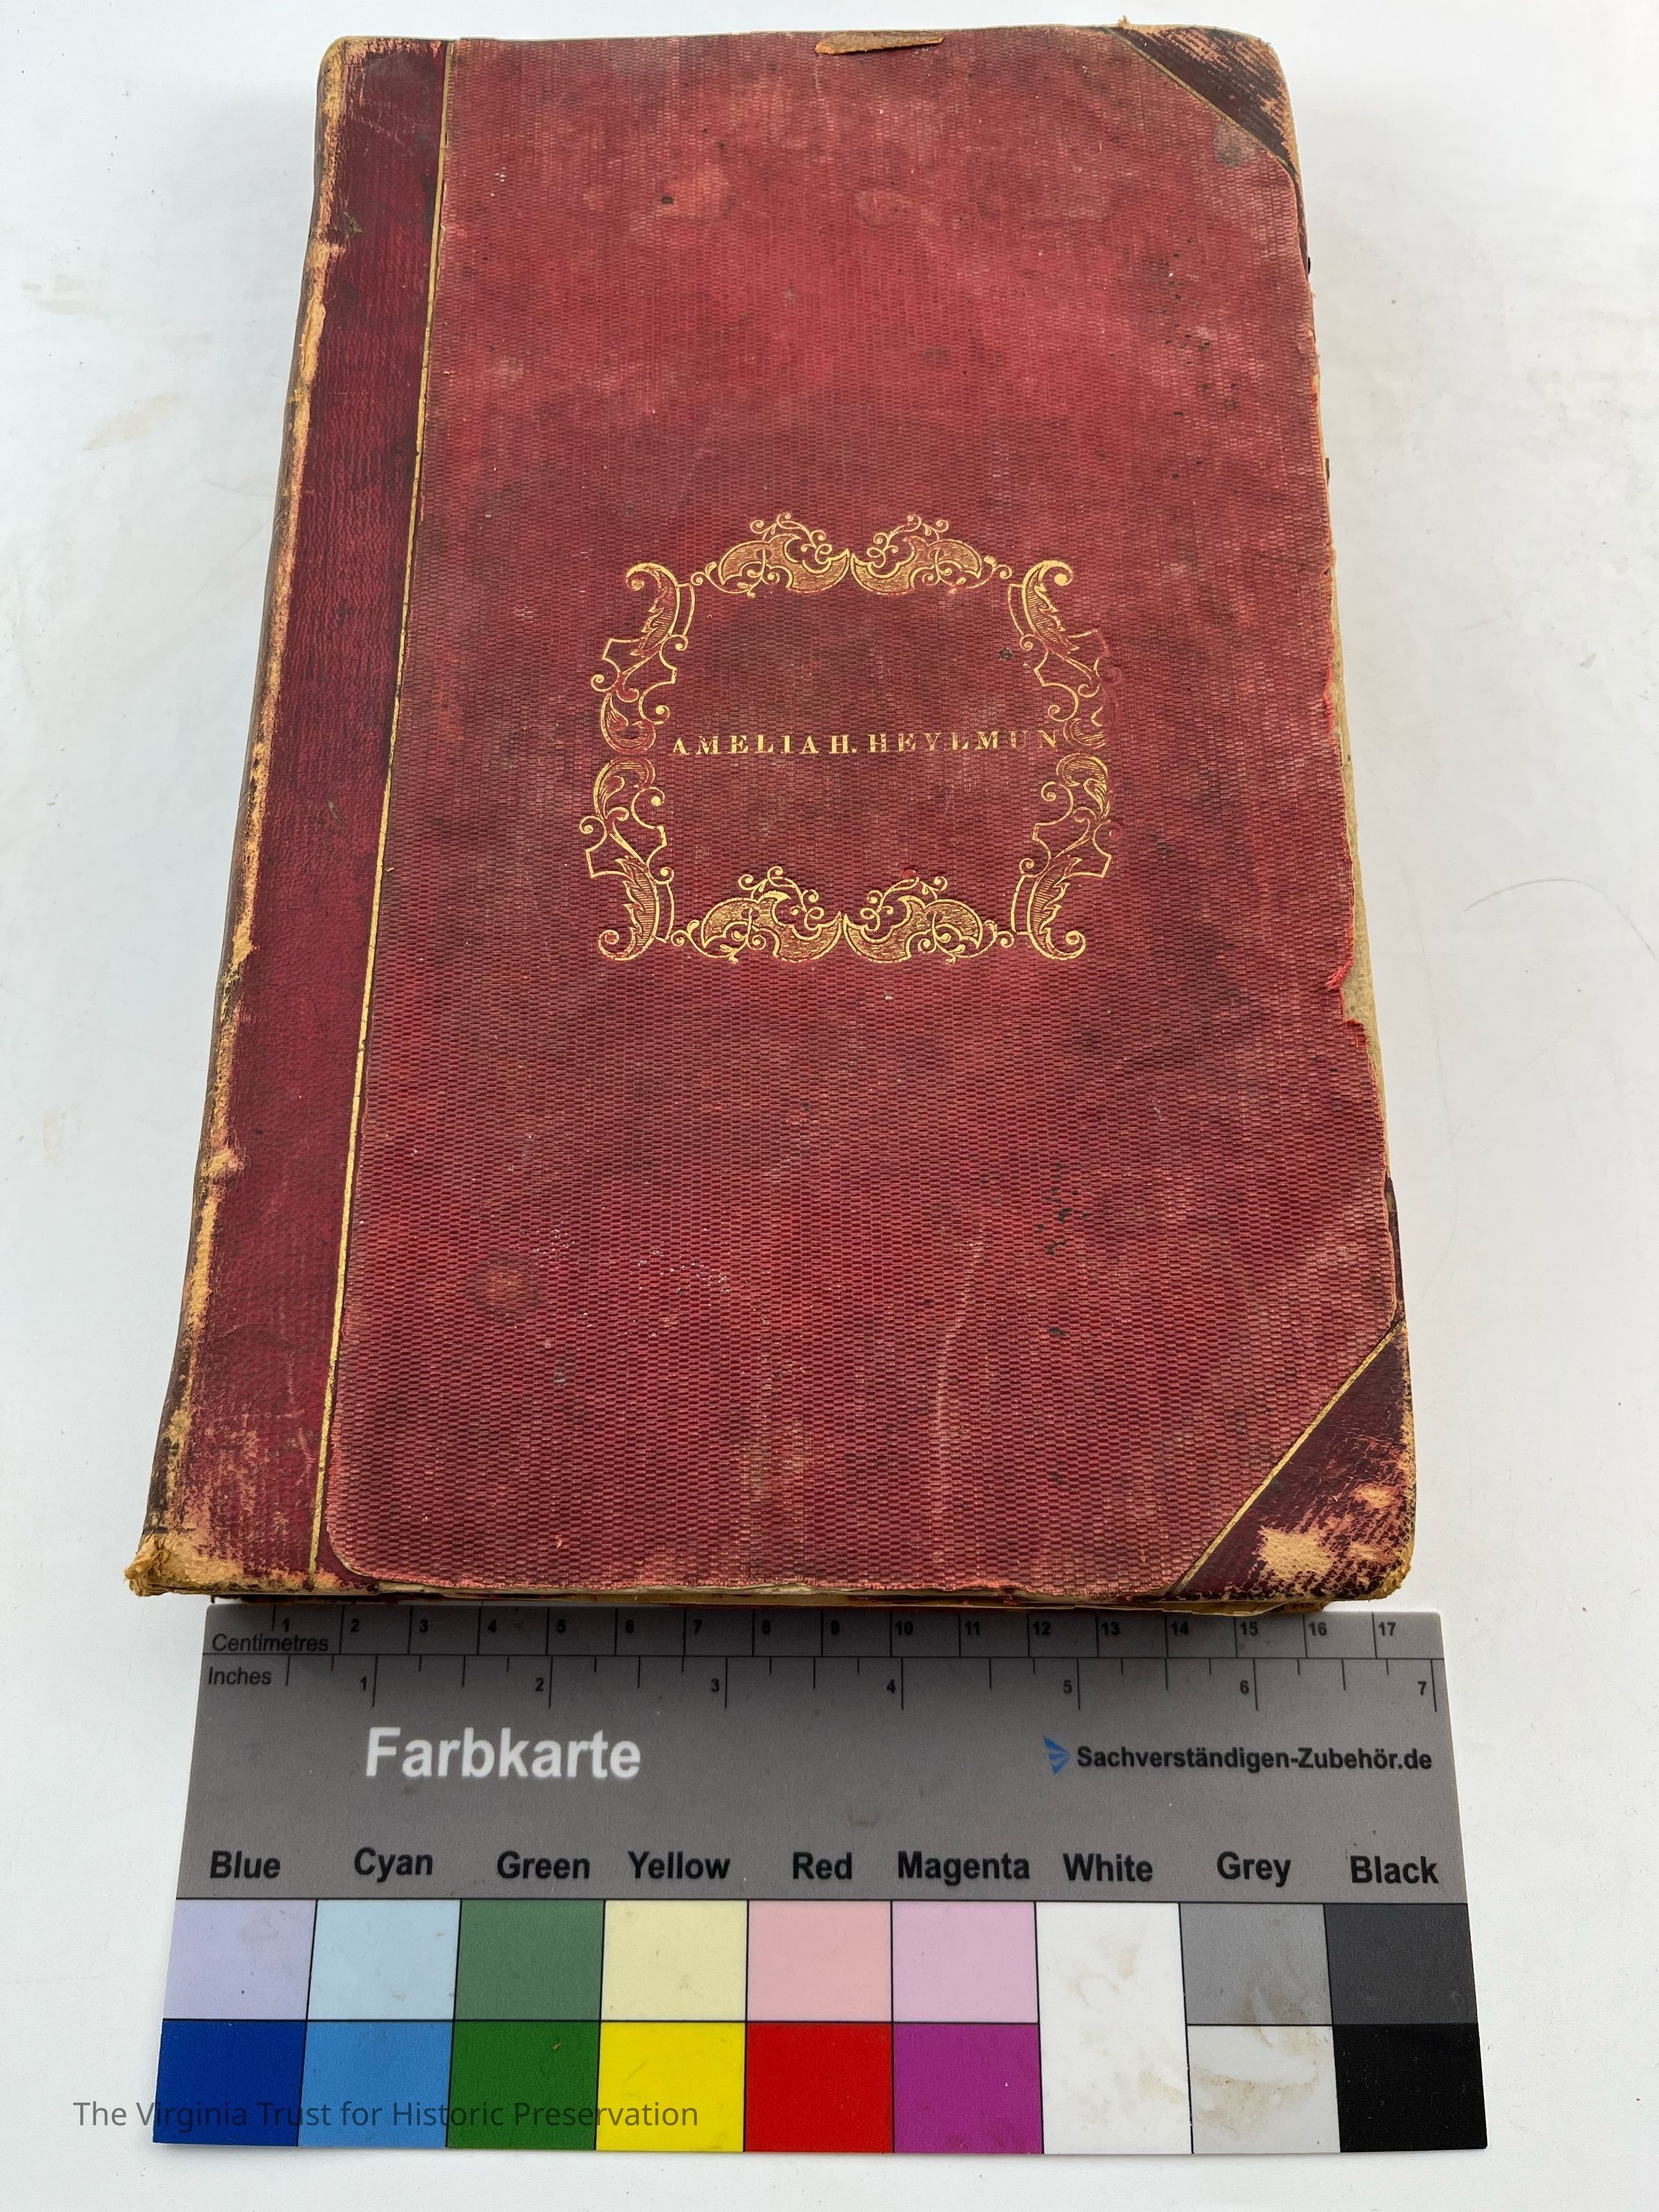 AMELIA H. HEYLMUN
1 2 3 4 5 6 7 8 9 10 11 12 13 14 15 16 17
Centimetres
Inches
1 2 3 4 5 6 7
Farbkarte
Sachverständigen-Zubehör.de
Blue Cyan Green Yellow Red Magenta White Grey Black
The Virginia Trust for Historic Preservation